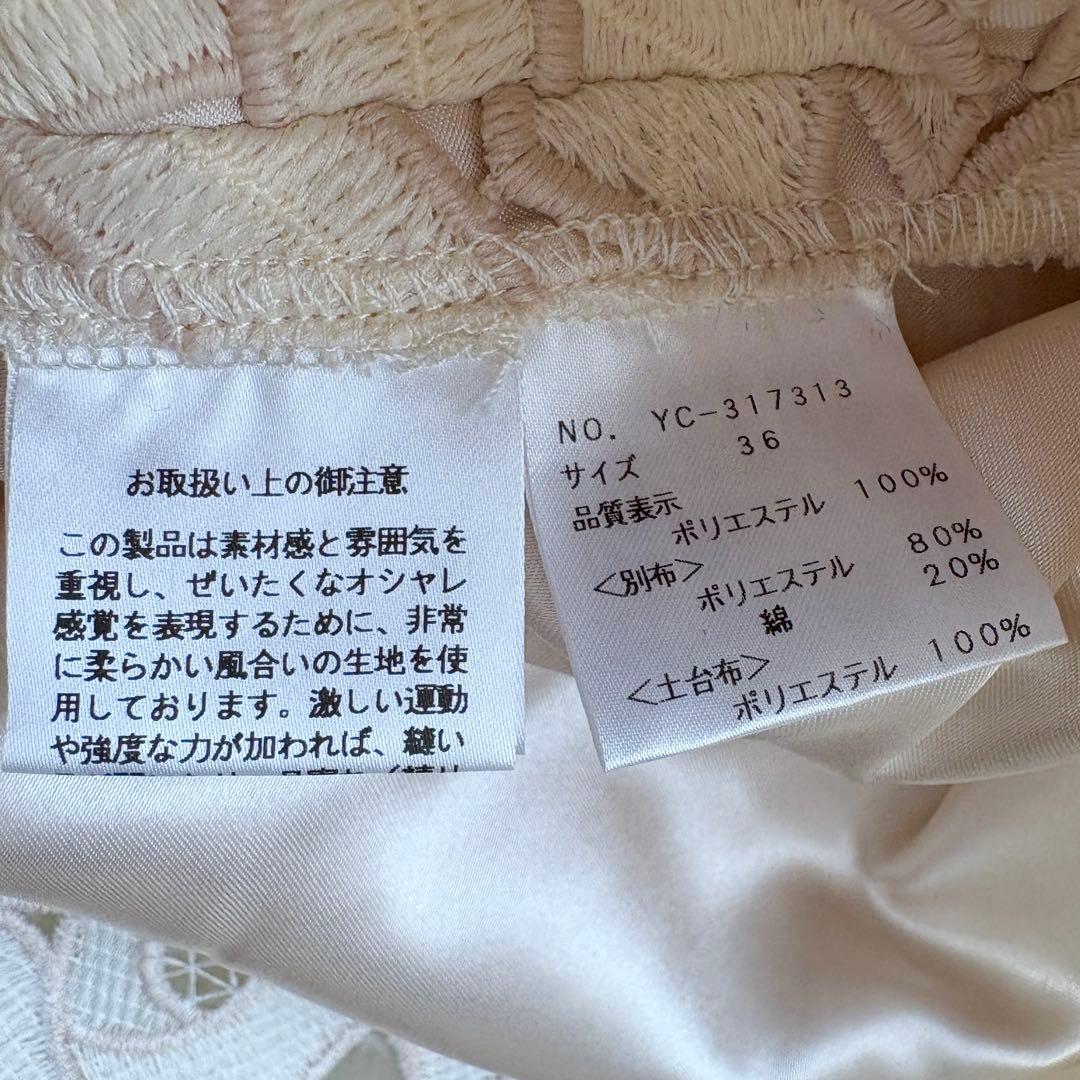 お取扱い上の御注意
この製品は素材感と雰囲気を
重視し、ぜいたくなオシャレ
感覚を表現するために、非常
に柔らかい風合いの生地を使
用しております。激しい運動
や強度な力が加われば、縫い
NO. YC-317313
サイズ 36
品質表示
ポリエステル 100%
<別布>
ポリエステル 80%
綿 20%
<土台布>
ポリエステル 100%